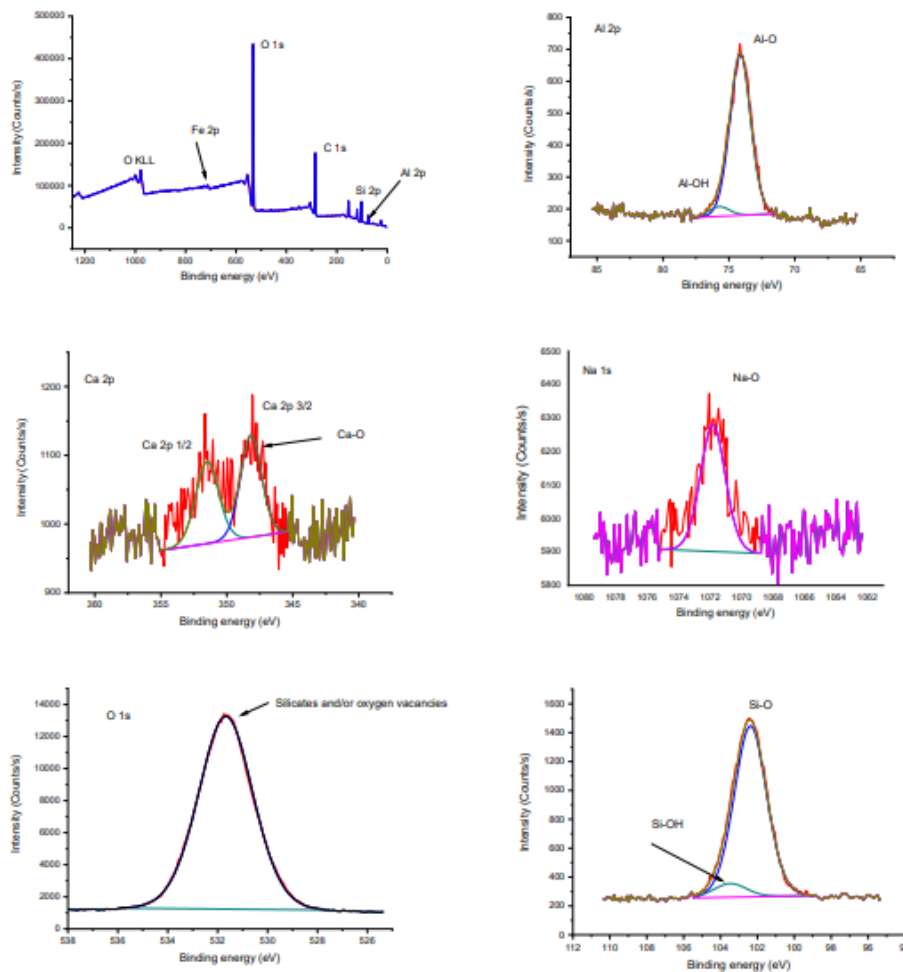 500000
400000
300000
200000
100000
0
Intensity (Counts/s)
O 1s
Fe 2p
C 1s
O KLL
Si 2p
Al 2p
1200 1000 800 600 400 200 0
Binding energy (eV)
800
700
600
500
400
300
200
100
Intensity (Counts/s)
Al 2p
Al-O
Al-OH
85 80 75 70 65
Binding energy (eV)
1200
1100
1000
900
Intensity (Counts/s)
Ca 2p
Ca 2p 3/2
Ca 2p 1/2
Ca-O
360 355 350 345 340
Binding energy (eV)
6500
6400
6300
6200
6100
6000
5900
5800
Intensity (Counts/s)
Na 1s
Na-O
1080 1078 1076 1074 1072 1070 1068 1066 1064 1062
Binding energy (eV)
14000
12000
10000
8000
6000
4000
2000
0
Intensity (Counts/s)
O 1s
Silicates and/or oxygen vacancies
538 536 534 532 530 528 526
Binding energy (eV)
1600
1400
1200
1000
800
600
400
200
0
Intensity (Counts/s)
Si-O
Si-OH
112 110 108 106 104 102 100 98 96
Binding energy (eV)